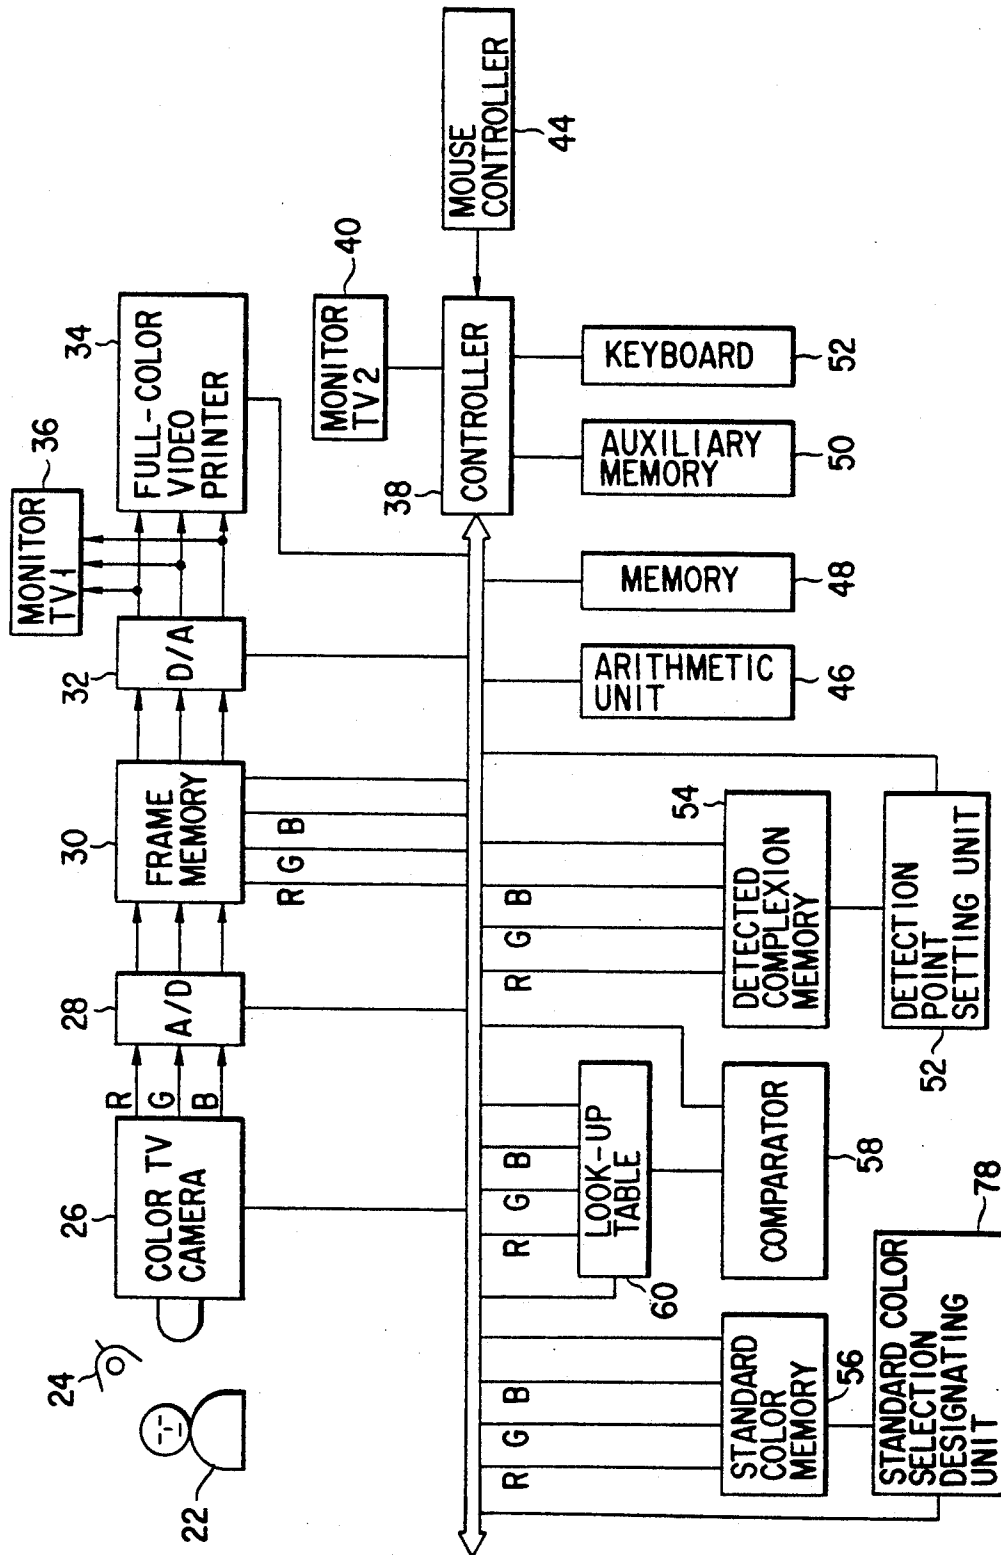 36
MONITOR
TV1
34
FULL-COLOR
VIDEO
PRINTER
32
D/A
30
FRAME
MEMORY
28
A/D
R
G
B
26
COLOR TV
CAMERA
24
22
R
G
B
40
MONITOR
TV2
38
CONTROLLER
MOUSE
CONTROLLER
44
KEYBOARD
52
AUXILIARY
MEMORY
50
MEMORY
48
ARITHMETIC
UNIT
46
R
G
B
54
DETECTED
COMPLEXION
MEMORY
DETECTION
POINT
SETTING UNIT
52
R
G
B
LOOK-UP
TABLE
60
COMPARATOR
58
R
G
B
STANDARD
COLOR
MEMORY
56
STANDARD COLOR
SELECTION
DESIGNATING
UNIT
78